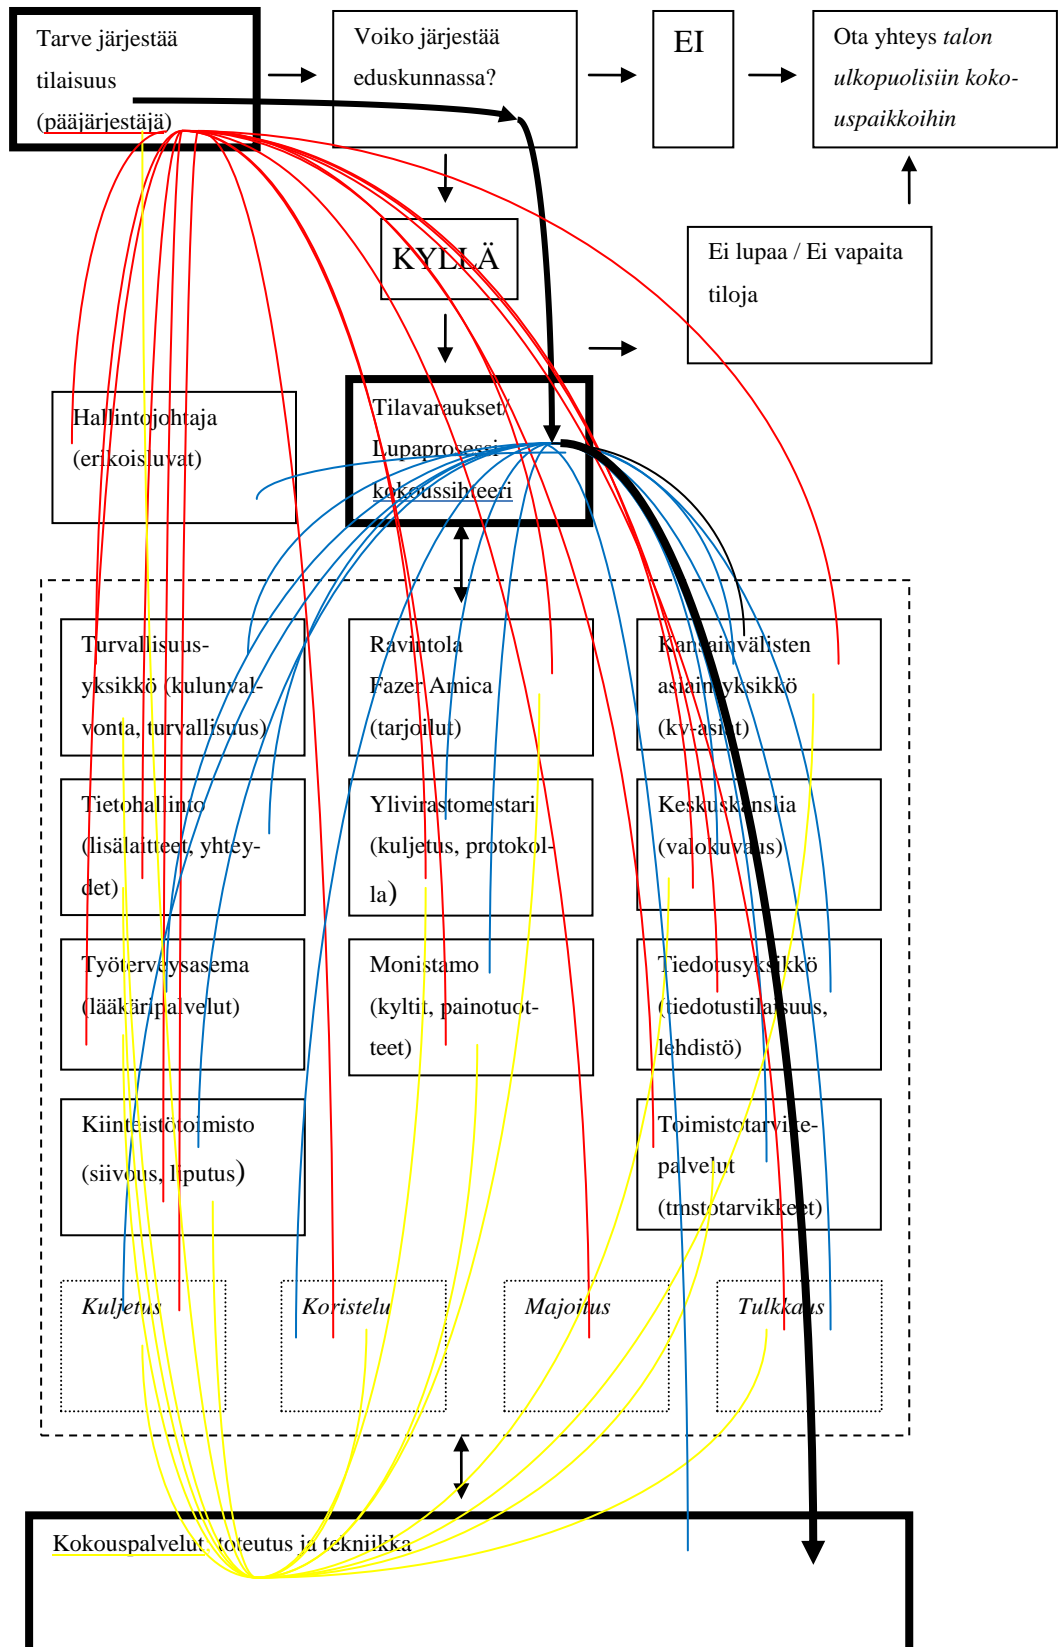 Tarve järjestää
tilaisuus
(pääjärjestäjä)
Voiko järjestää
eduskunnassa?
EI
Ota yhteys talon
ulkopuolisiin koko-
uspaikkoihin
KYLLÄ
Ei lupaa / Ei vapaita
tiloja
Hallintojohtaja
(erikoisluvat)
Tilavaraukset/
Lupaprosessi
kokoussihteeri
Turvallisuus-
yksikkö (kulunval-
vonta, turvallisuus)
Ravintola
Fazer Amica
(tarjoilut)
Kansainvälisten
asiain yksikkö
(kv-asiat)
Tietohallinto
(lisälaitteet, yhtey-
det)
Ylivirastomestari
(kuljetus, protokol-
la)
Keskuskanslia
(valokuvaus)
Työterveysasema
(lääkäripalvelut)
Monistamo
(kyltit, painotuot-
teet)
Tiedotusyksikkö
(tiedotustilaisuus,
lehdistö)
Kiinteistötoimisto
(siivous, liputus)
Toimistotarvike-
palvelut
(tmstotarvikkeet)
Kuljetus
Koristelu
Majoitus
Tulkkaus
Kokouspalvelut, toteutus ja tekniikka